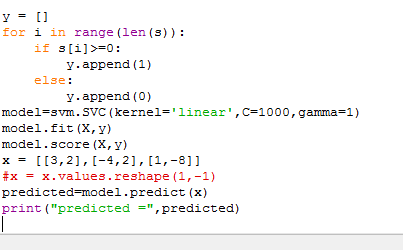 y = []
for i in range(len(s)):
    if s[i]>=0:
        y.append(1)
    else:
        y.append(0)
model=svm.SVC(kernel='linear',C=1000,gamma=1)
model.fit(X,y)
model.score(X,y)
x = [[3,2],[-4,2],[1,-8]]
#x = x.values.reshape(1,-1)
predicted=model.predict(x)
print("predicted =",predicted)